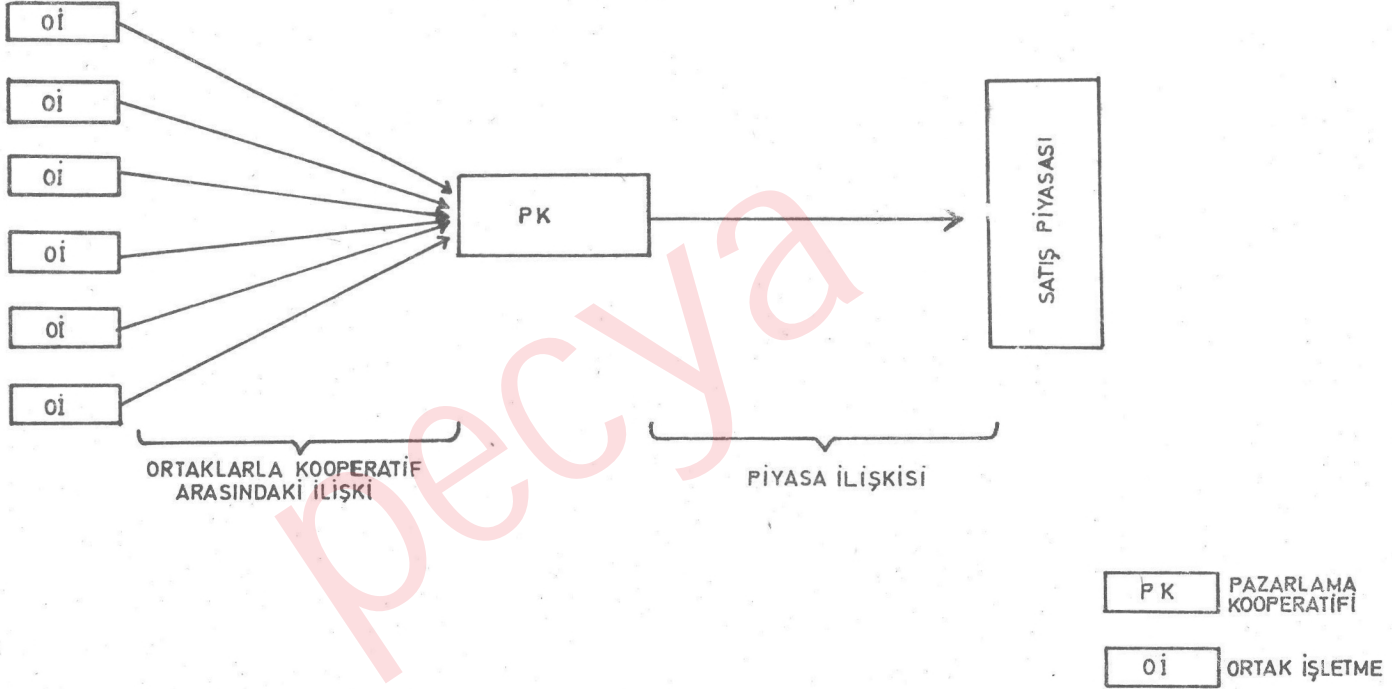 Oİ
Oİ
Oİ
Oİ
Oİ
Oİ
PK
SATIŞ PİYASASI
ORTAKLARLA KOOPERATİF
ARASINDAKİ İLİŞKİ
PİYASA İLİŞKİSİ
PK
PAZARLAMA
KOOPERATİFİ
Oİ
ORTAK İŞLETME
pecya